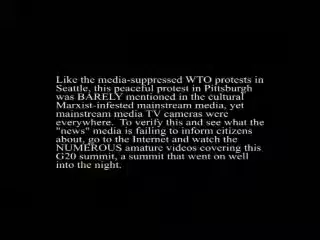 Like the media-suppressed WTO protests in
Seattle, this peaceful protest in Pittsburgh
was BARELY mentioned in the cultural
Marxist-infested mainstream media, yet
mainstream media TV cameras were
everywhere.  To verify this and see what the
"news" media is failing to inform citizens
about, go to the Internet and watch the
NUMEROUS amature videos covering this
G20 summit, a summit that went on well
into the night.